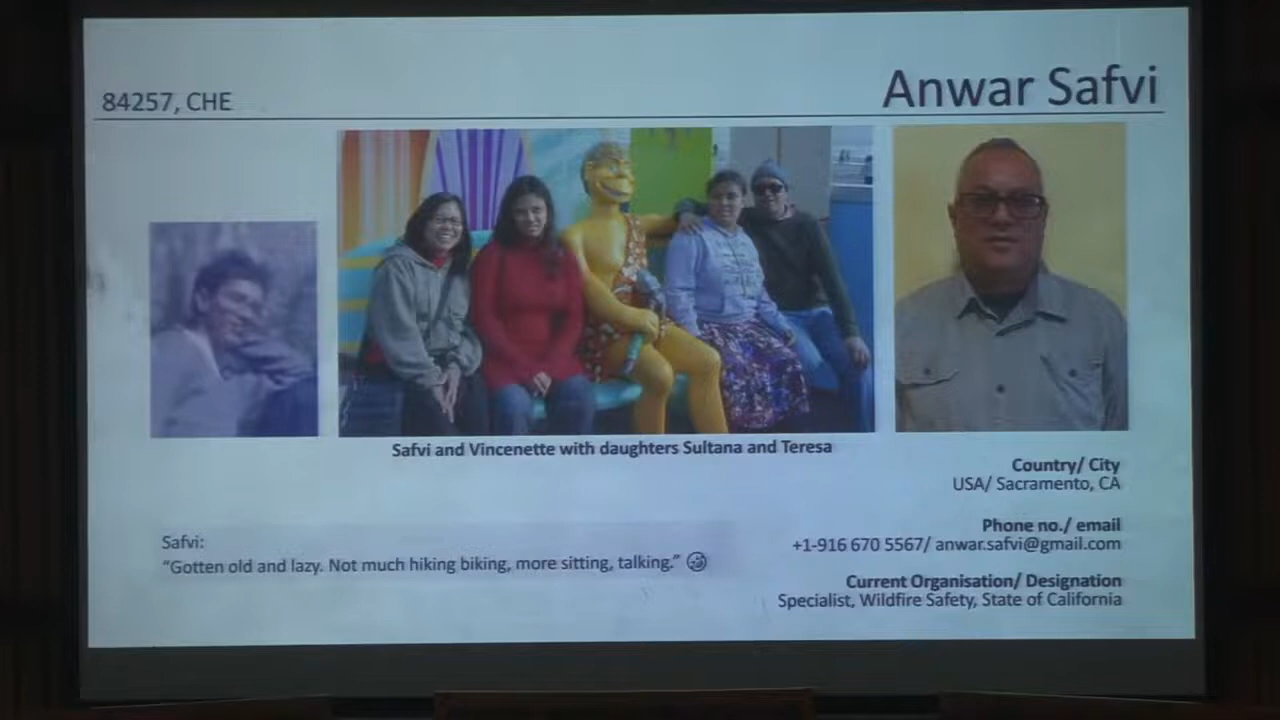 84257, CHE
Anwar Safvi
Safvi and Vincenette with daughters Sultana and Teresa
Country/ City
USA/ Sacramento, CA
Phone no./ email
+1-916 670 5567/ anwar.safvi@gmail.com
Current Organisation/ Designation
Specialist, Wildfire Safety, State of California
Safvi:
“Gotten old and lazy. Not much hiking biking, more sitting, talking.”